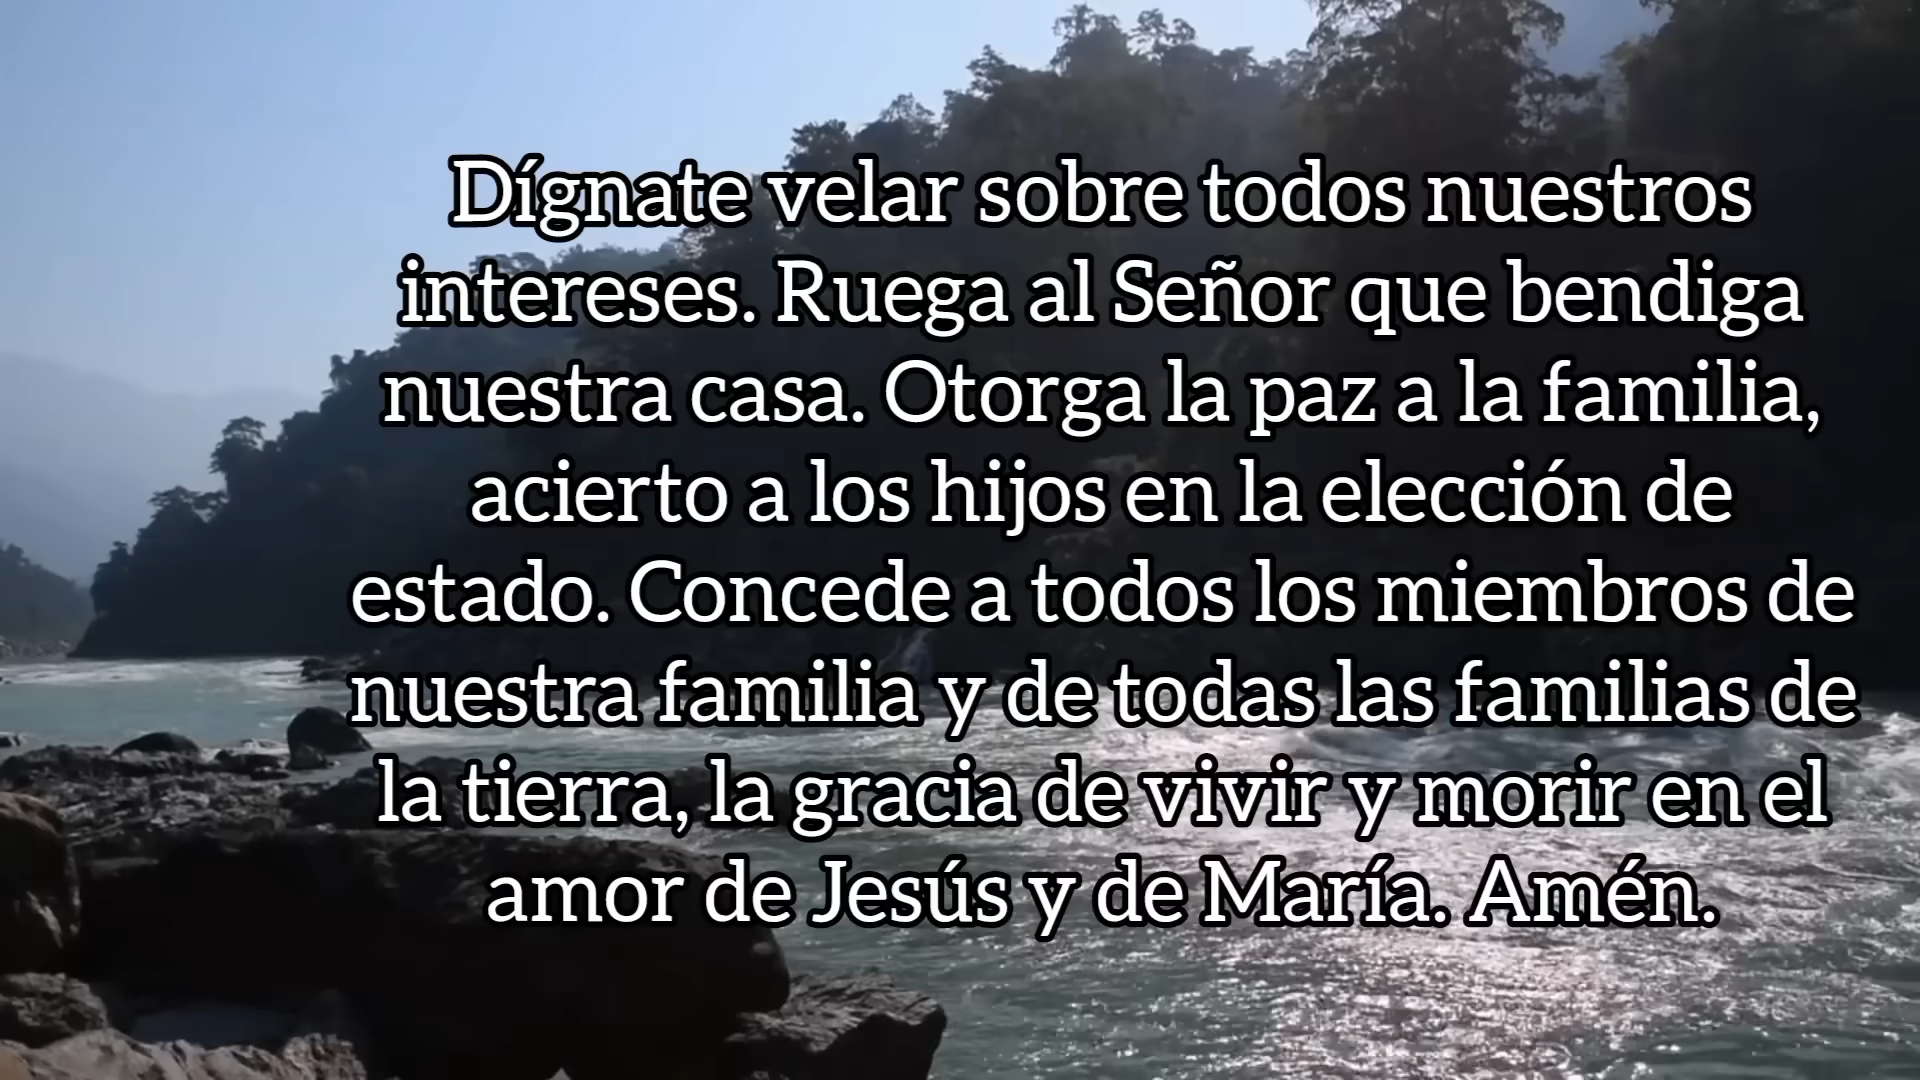 Dígnate velar sobre todos nuestros
intereses. Ruega al Señor que bendiga
nuestra casa. Otorga la paz a la familia,
acierto a los hijos en la elección de
estado. Concede a todos los miembros de
nuestra familia y de todas las familias de
la tierra, la gracia de vivir y morir en el
amor de Jesús y de María. Amén.